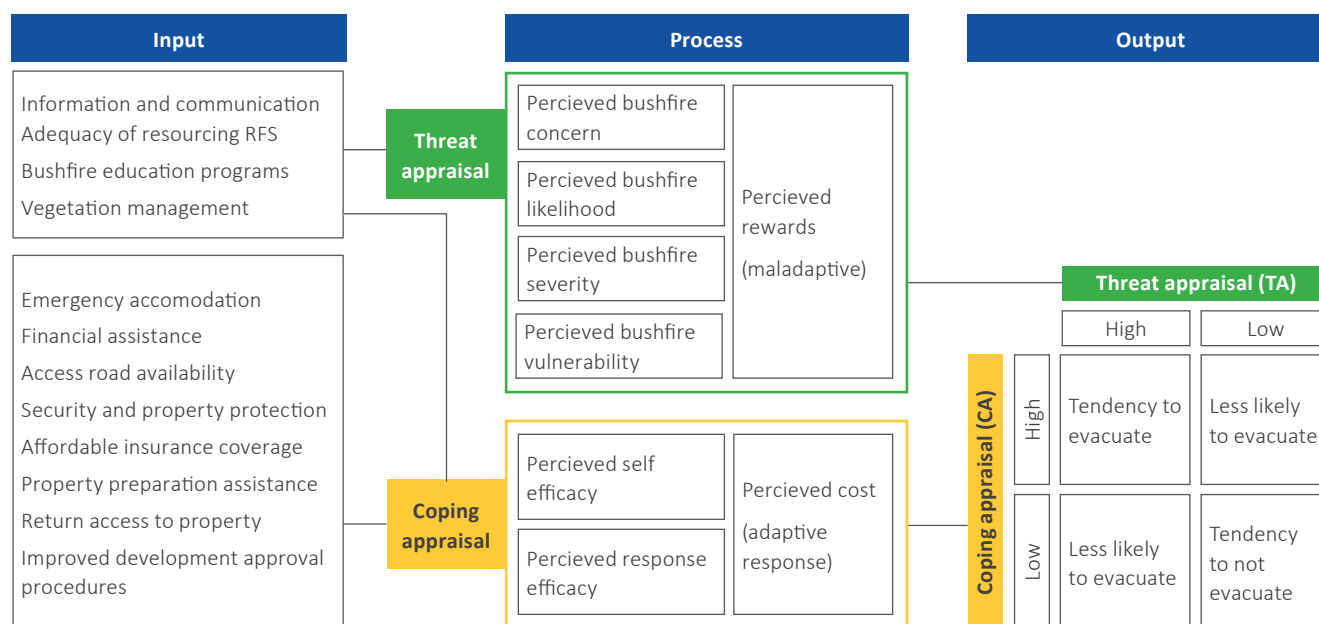 Input
Information and communication
Adequacy of resourcing RFS
Bushfire education programs
Vegetation management
Emergency accomodation
Financial assistance
Access road availability
Security and property protection
Affordable insurance coverage
Property preparation assistance
Return access to property
Improved development approval
procedures
Threat
appraisal
Coping
appraisal
Process
Percieved bushfire
concern
Percieved bushfire
likelihood
Percieved bushfire
severity
Percieved bushfire
vulnerability
Percieved
rewards
(maladaptive)
Percieved self
efficacy
Percieved response
efficacy
Percieved cost
(adaptive
response)
Output
Threat appraisal (TA)
High
Low
Coping appraisal (CA)
High
Tendency to
evacuate
Less likely
to evacuate
Low
Less likely
to evacuate
Tendency
to not
evacuate